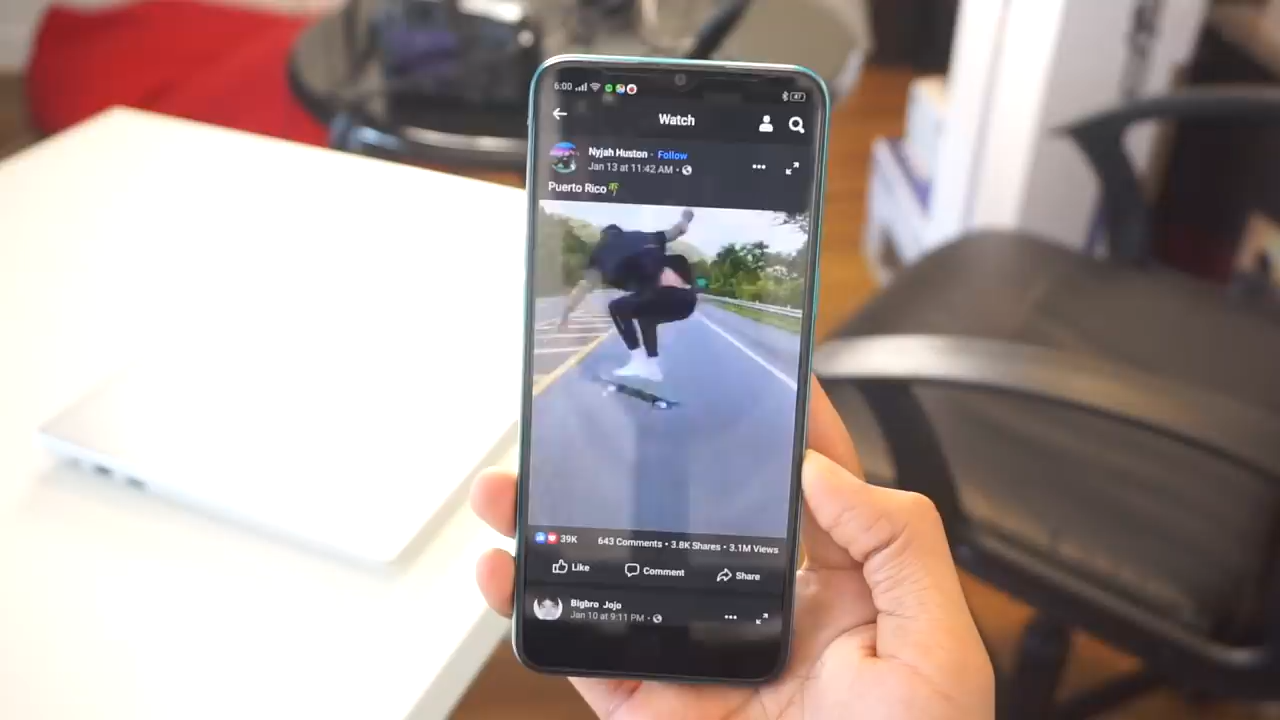 6:00
47
Watch
Nyjah Huston · Follow
Jan 13 at 11:42 AM ·
Puerto Rico🌴
39K 643 Comments • 3.8K Shares • 3.1M Views
Like Comment Share
Bigbro Jojo
Jan 10 at 9:11 PM ·